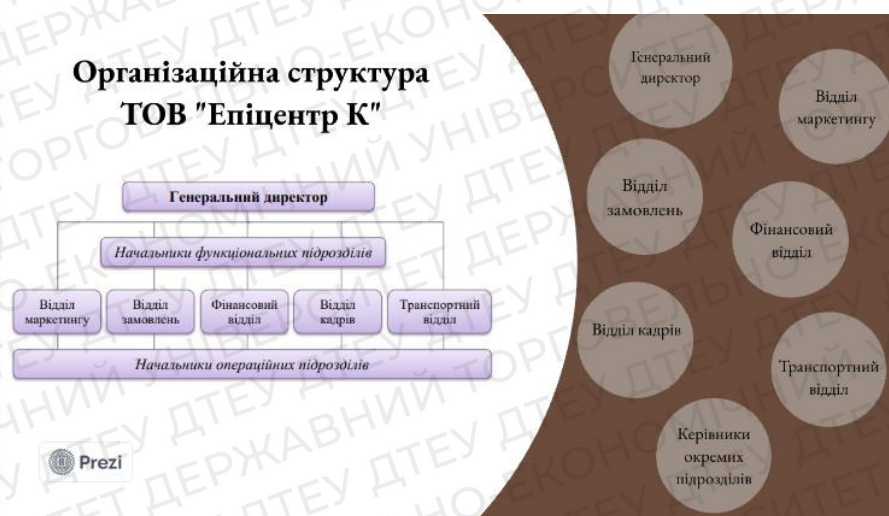 Організаційна структура
ТОВ "Епіцентр К"
Генеральний директор
Начальники функціональних підрозділів
Відділ
маркетингу
Відділ
замовлень
Фінансовий
відділ
Відділ
кадрів
Транспортний
відділ
Начальники операційних підрозділів
Prezi
Генеральний
директор
Відділ
маркетингу
Відділ
замовлень
Фінансовий
відділ
Відділ кадрів
Транспортний
відділ
Керівники
окремих
підрозділів